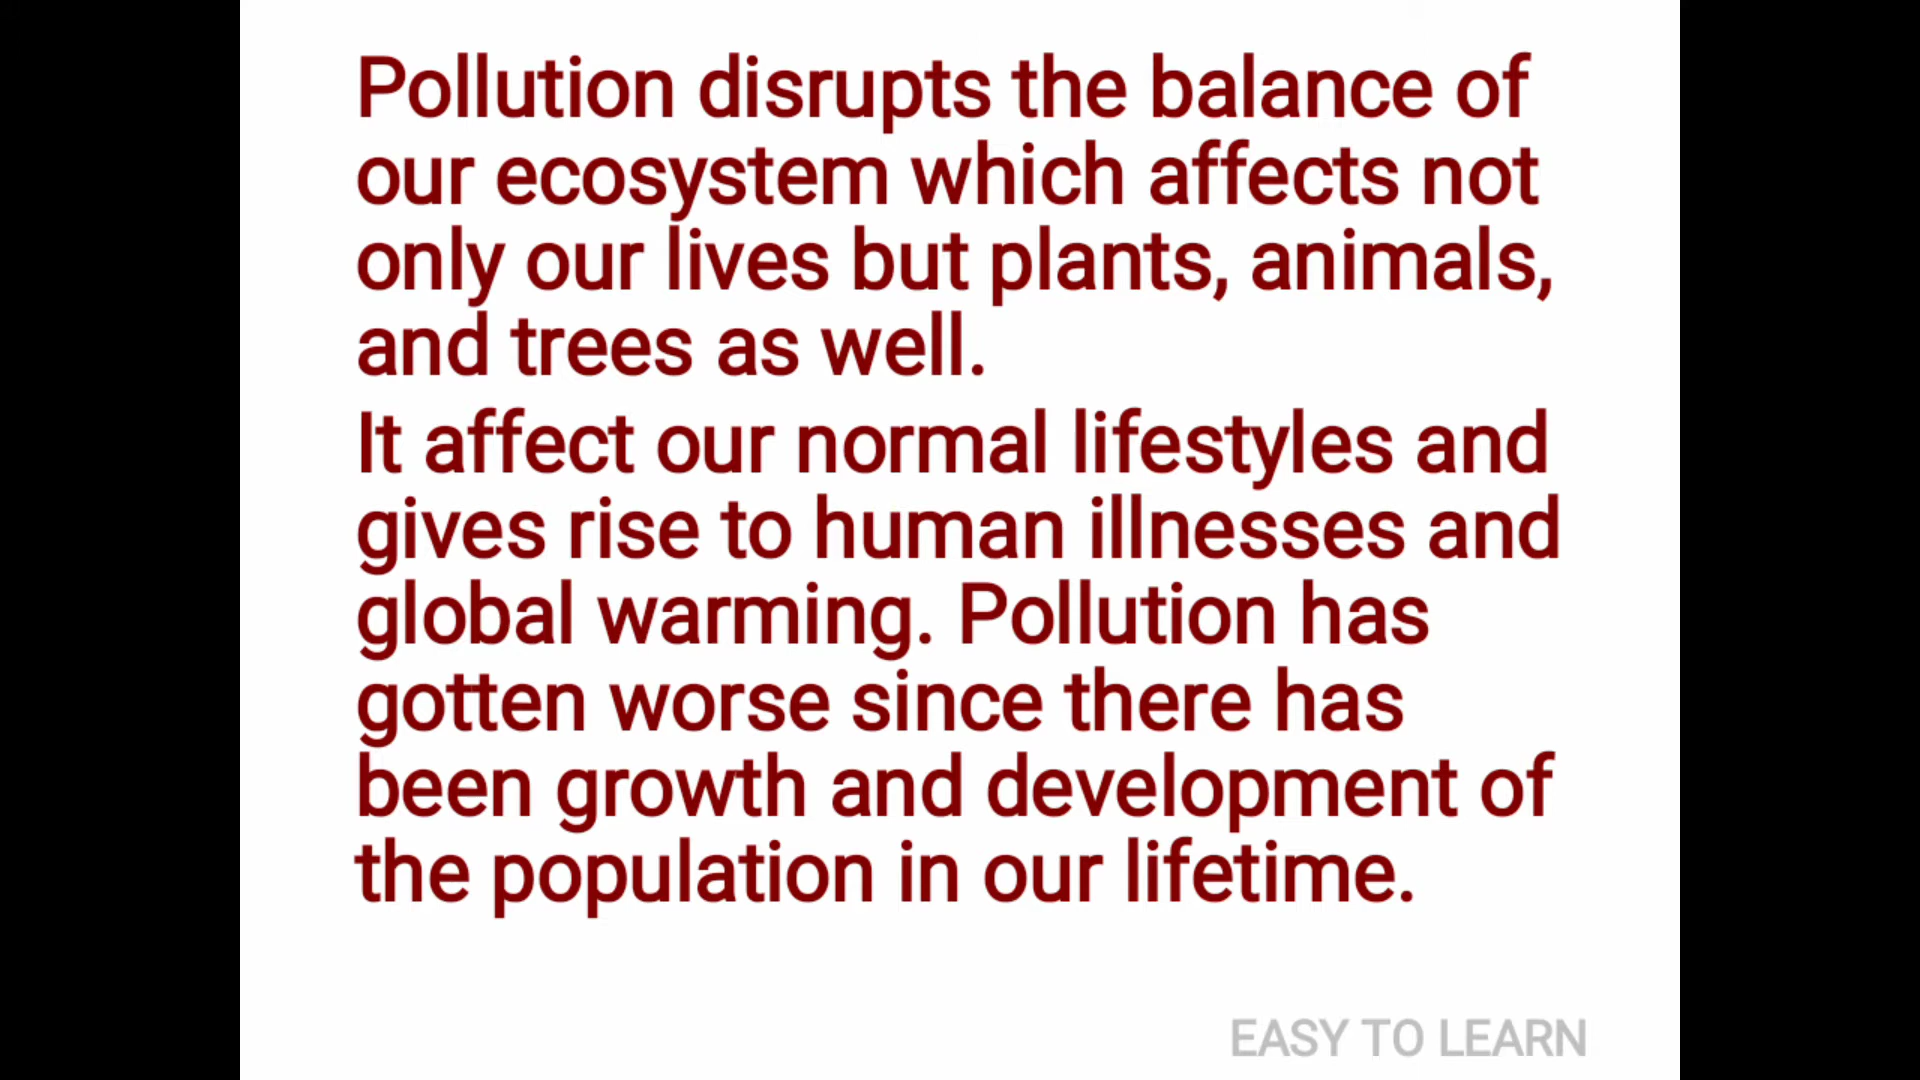 Pollution disrupts the balance of
our ecosystem which affects not
only our lives but plants, animals,
and trees as well.
It affect our normal lifestyles and
gives rise to human illnesses and
global warming. Pollution has
gotten worse since there has
been growth and development of
the population in our lifetime.
EASY TO LEARN